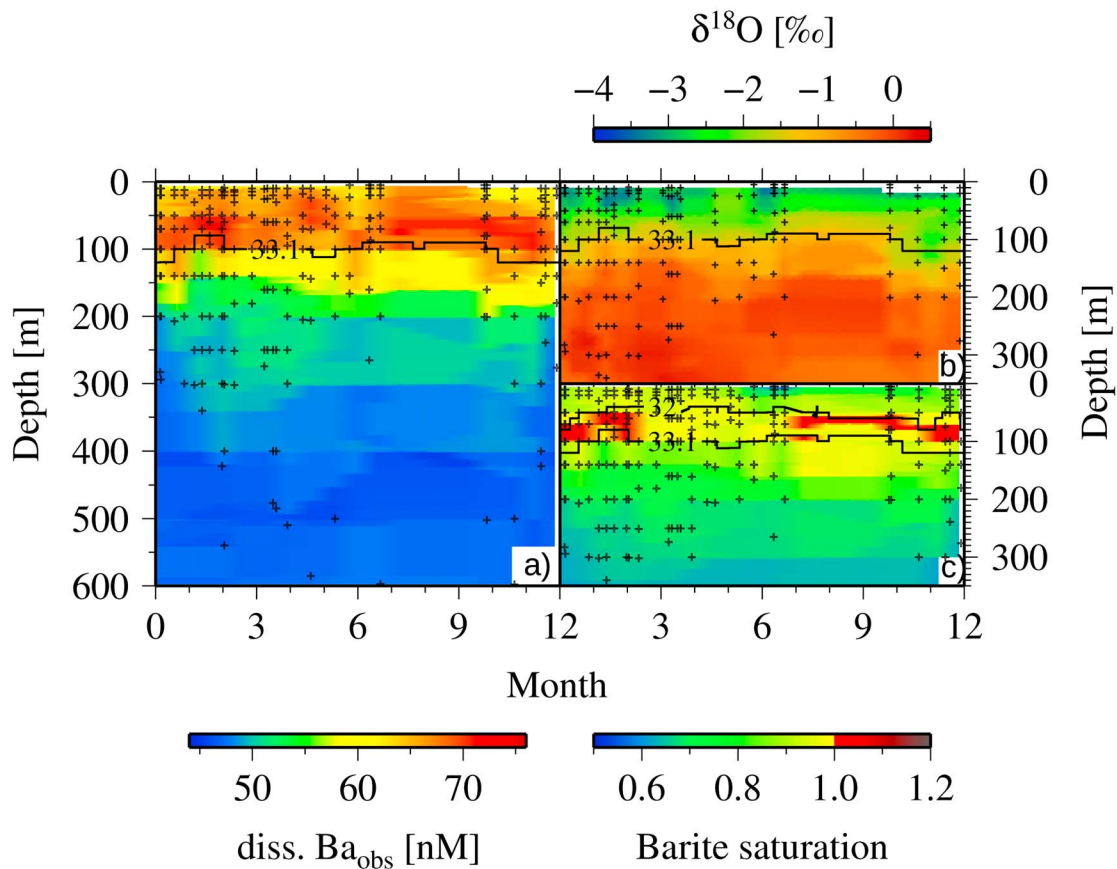 δ¹⁸O [‰]
−4 −3 −2 −1 0
0
100
200
300
400
500
600
Depth [m]
33.1
a)
0 3 6 9 12
33.1
b)
0
100
200
300
32
33.1
c)
0
100
200
300
Depth [m]
3 6 9 12
Month
50 60 70
diss. Ba_obs [nM]
0.6 0.8 1.0 1.2
Barite saturation